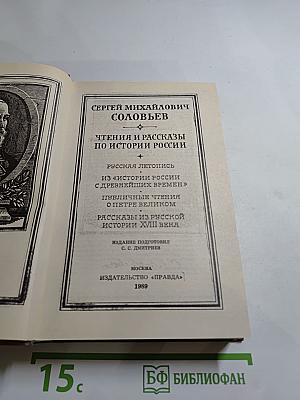 СЕРГЕЙ МИХАЙЛОВИЧ
СОЛОВЬЕВ
ЧТЕНИЯ И РАССКАЗЫ
ПО ИСТОРИИ РОССИИ
РУССКАЯ ЛЕТОПИСЬ
ИЗ «ИСТОРИИ РОССИИ
С ДРЕВНЕЙШИХ ВРЕМЕН»
ПУБЛИЧНЫЕ ЧТЕНИЯ
О ПЕТРЕ ВЕЛИКОМ
РАССКАЗЫ ИЗ РУССКОЙ
ИСТОРИИ XVIII ВЕКА
ИЗДАНИЕ ПОДГОТОВИЛ
С. С. ДМИТРИЕВ
МОСКВА
ИЗДАТЕЛЬСТВО «ПРАВДА»
1989
15 с
БФ БИБЛИОФАН